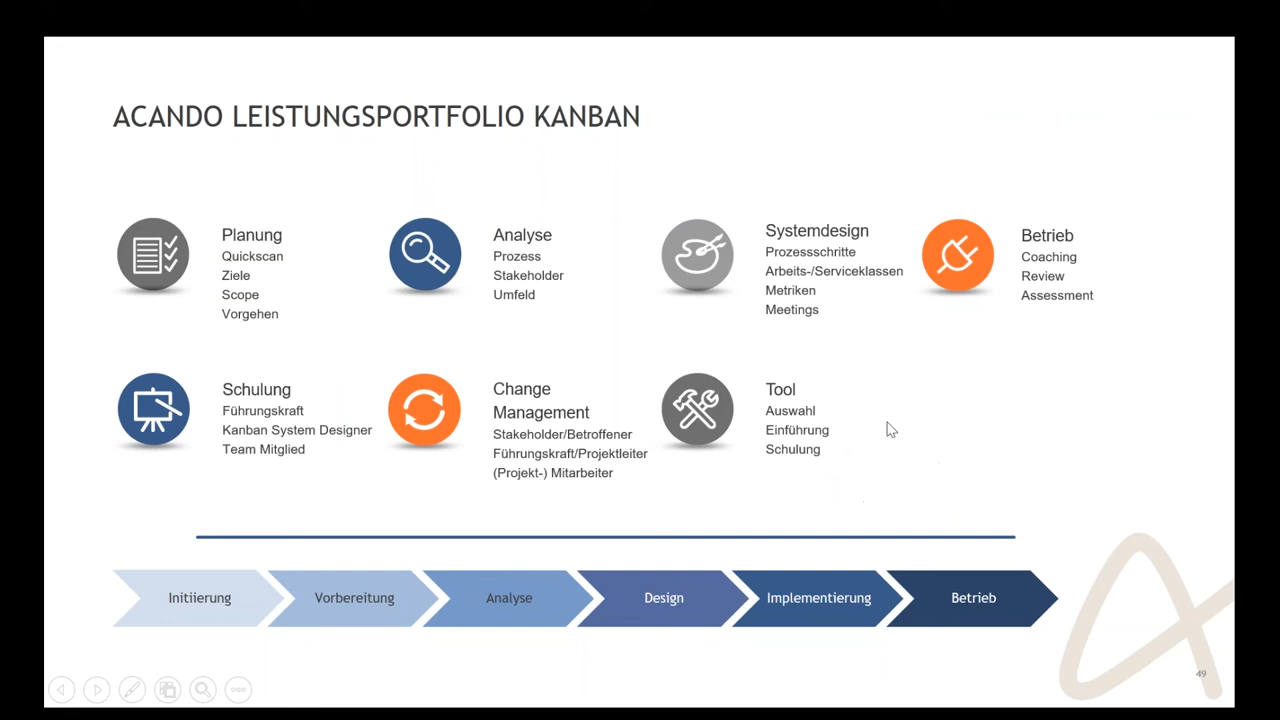 ACANDO LEISTUNGSPORTFOLIO KANBAN
Planung
Quickscan
Ziele
Scope
Vorgehen
Analyse
Prozess
Stakeholder
Umfeld
Systemdesign
Prozessschritte
Arbeits-/Serviceklassen
Metriken
Meetings
Betrieb
Coaching
Review
Assessment
Schulung
Führungskraft
Kanban System Designer
Team Mitglied
Change
Management
Stakeholder/Betroffener
Führungskraft/Projektleiter
(Projekt-) Mitarbeiter
Tool
Auswahl
Einführung
Schulung
Initiierung
Vorbereitung
Analyse
Design
Implementierung
Betrieb
49